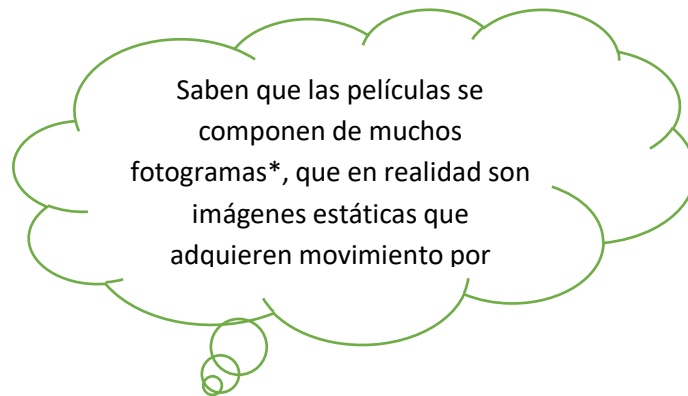 Saben que las películas se
componen de muchos
fotogramas*, que en realidad son
imágenes estáticas que
adquieren movimiento por